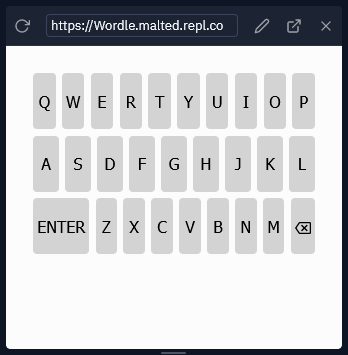 https://Wordle.malted.repl.co
Q W E R T Y U I O P
A S D F G H J K L
ENTER Z X C V B N M